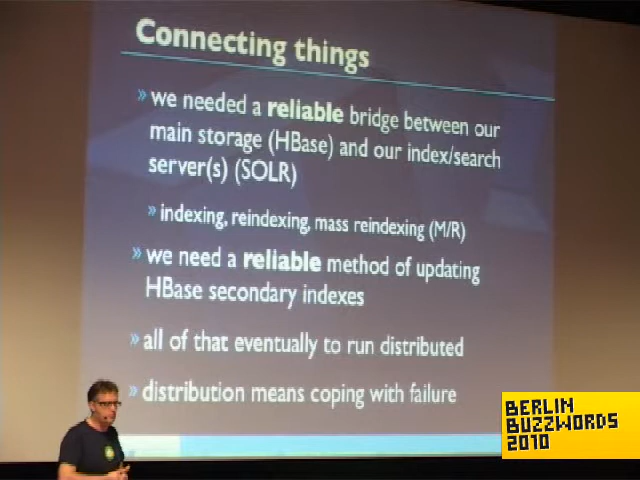 Connecting things
» we needed a reliable bridge between our
main storage (HBase) and our index/search
server(s) (SOLR)
» indexing, reindexing, mass reindexing (M/R)
» we need a reliable method of updating
HBase secondary indexes
» all of that eventually to run distributed
» distribution means coping with failure
BERLIN
BUZZWORDS
2010